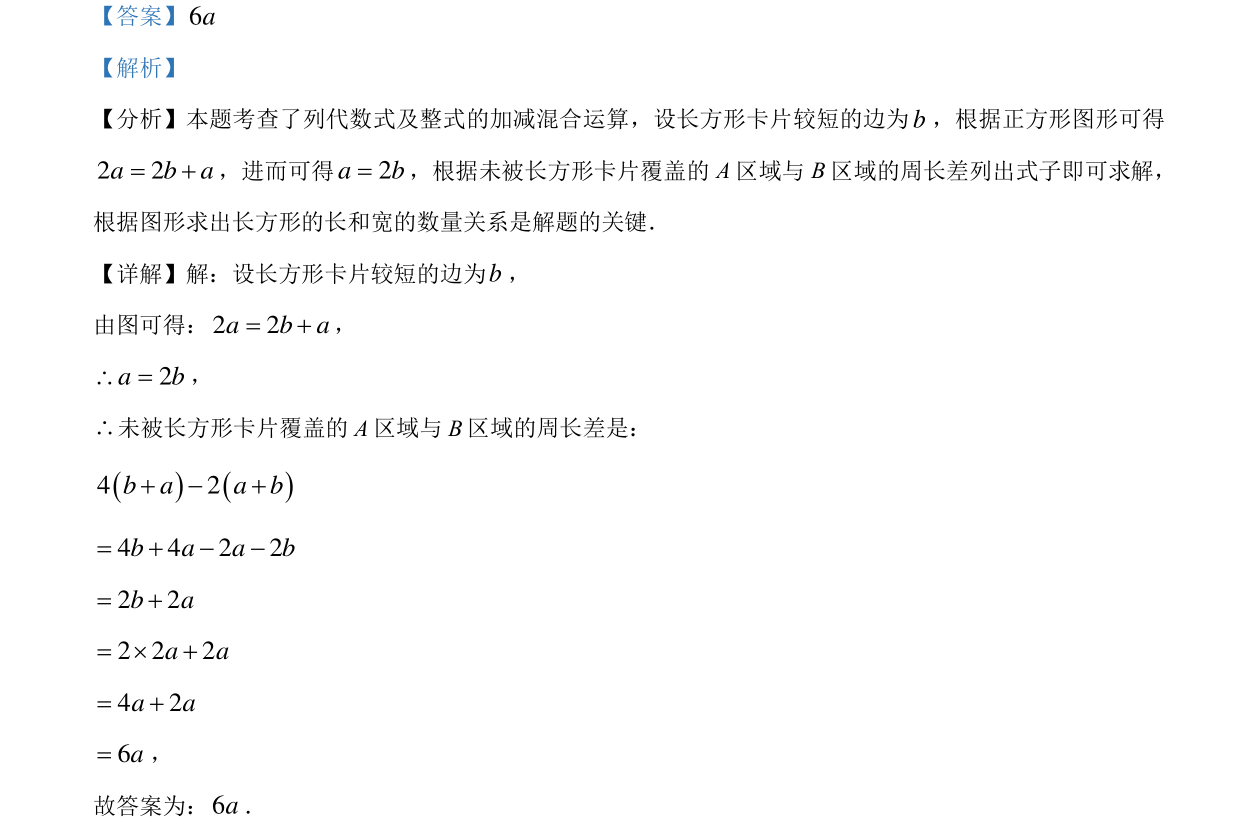 【答案】6a
【解析】
【分析】本题考查了列代数式及整式的加减混合运算，设长方形卡片较短的边为b，根据正方形图形可得
2a = 2b + a，进而可得a = 2b，根据未被长方形卡片覆盖的 A 区域与 B 区域的周长差列出式子即可求解，
根据图形求出长方形的长和宽的数量关系是解题的关键．
【详解】解：设长方形卡片较短的边为b，
由图可得：2a = 2b + a，
∴a = 2b，
∴未被长方形卡片覆盖的 A 区域与 B 区域的周长差是：
4(b + a) − 2(a + b)
= 4b + 4a − 2a − 2b
= 2b + 2a
= 2 × 2a + 2a
= 4a + 2a
= 6a，
故答案为：6a．